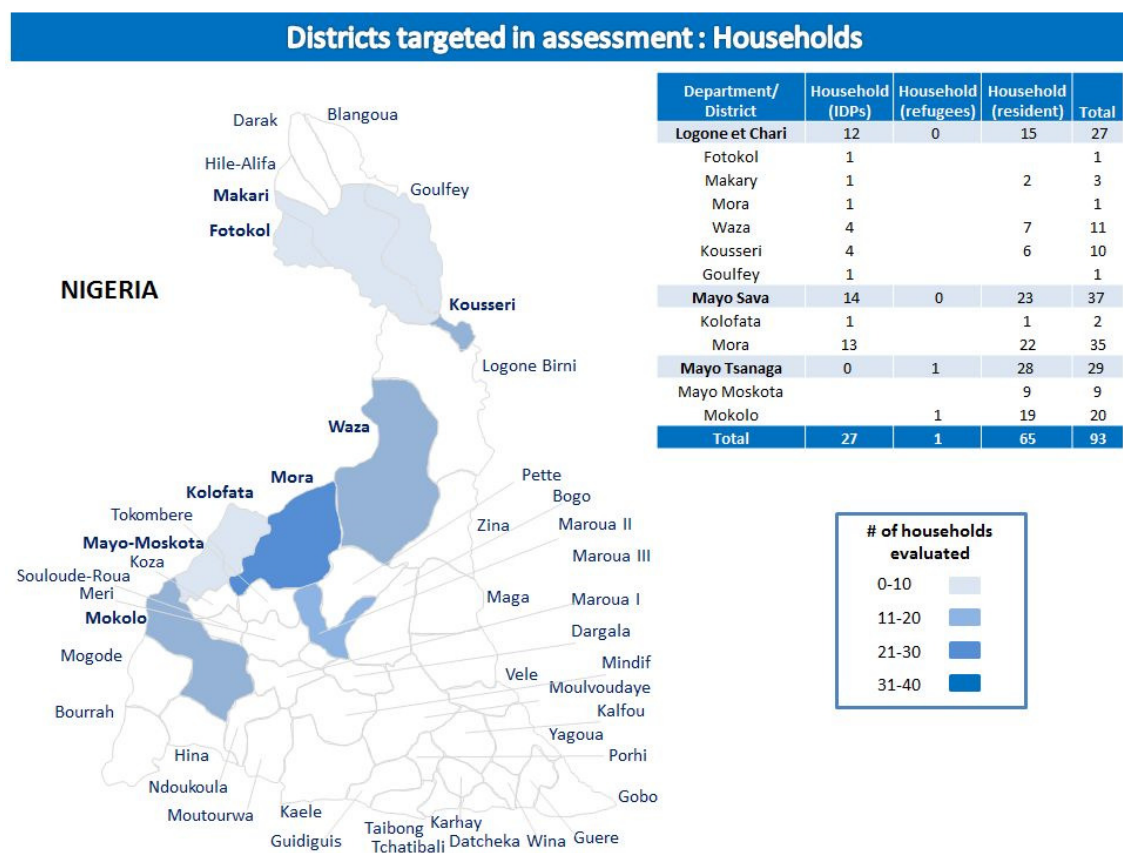 Districts targeted in assessment : Households
Department/ District Household (IDPs) Household (refugees) Household (resident) Total
Logone et Chari 12 0 15 27
Fotokol 1 1
Makary 1 2 3
Mora 1 1
Waza 4 7 11
Kousseri 4 6 10
Goulfey 1 1
Mayo Sava 14 0 23 37
Kolofata 1 1 2
Mora 13 22 35
Mayo Tsanaga 0 1 28 29
Mayo Moskota 9 9
Mokolo 1 19 20
Total 27 1 65 93
Darak
Blangoua
Hile-Alifa
Makari
Goulfey
Fotokol
NIGERIA
Kousseri
Logone Birni
Waza
Mora
Kolofata
Tokombere
Mayo-Moskota
Koza
Souloude-Roua
Meri
Mokolo
Mogode
Bourrah
Pette
Bogo
Zina
Maroua II
Maroua III
Maga
Maroua I
Dargala
Mindif
Vele
Moulvoudaye
Kalfou
Yagoua
Porhi
Hina
Ndoukoula
Moutourwa
Kaele
Guidiguis
Taibong
Tchatibali
Karhay
Datcheka
Wina
Guere
Gobo
# of households
evaluated
0-10
11-20
21-30
31-40